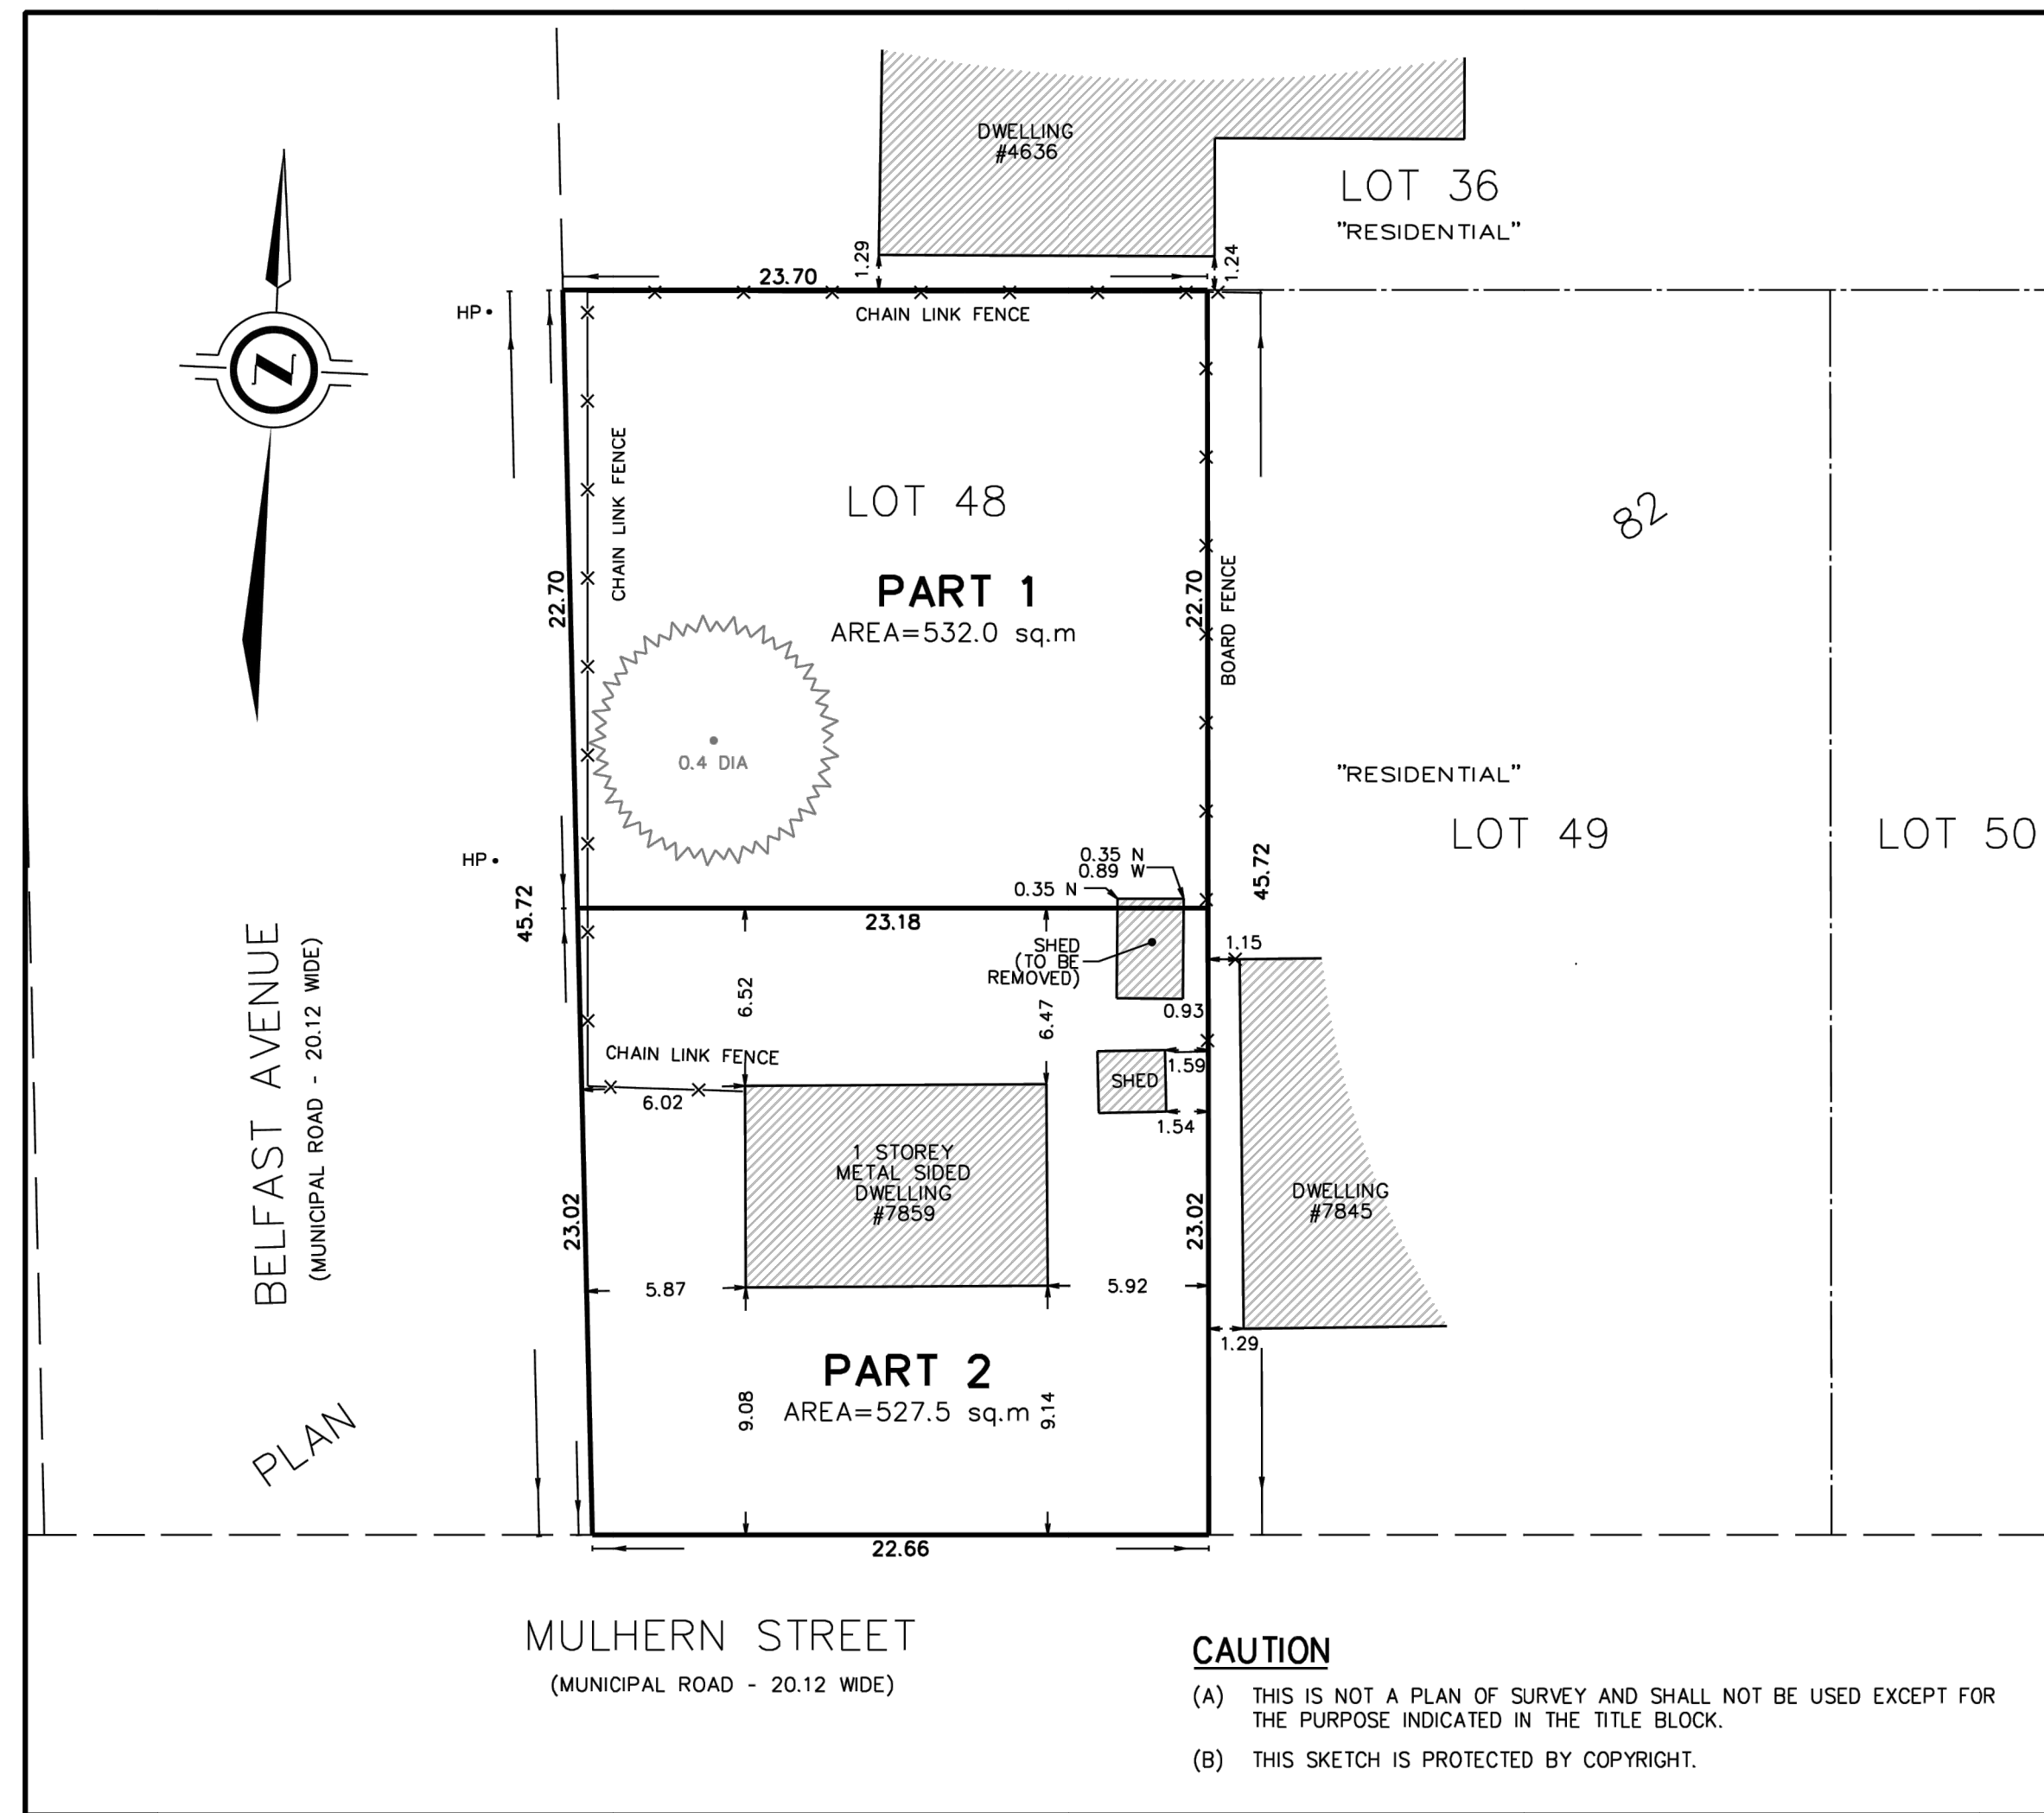 DWELLING
#4636
LOT 36
"RESIDENTIAL"
1.29
1.24
23.70
HP
CHAIN LINK FENCE
N
CHAIN LINK FENCE
LOT 48
82
22.70
PART 1
22.70
BOARD FENCE
AREA=532.0 sq.m
0.4 DIA
"RESIDENTIAL"
LOT 49
LOT 50
HP
0.35 N
0.89 W
0.35 N
45.72
45.72
23.18
BELFAST AVENUE
(MUNICIPAL ROAD - 20.12 WIDE)
SHED
(TO BE
REMOVED)
1.15
6.52
6.47
0.93
CHAIN LINK FENCE
1.59
SHED
6.02
1.54
1 STOREY
METAL SIDED
DWELLING
#7859
DWELLING
#7845
23.02
23.02
5.87
5.92
1.29
PART 2
AREA=527.5 sq.m
9.08
9.14
PLAN
22.66
MULHERN STREET
(MUNICIPAL ROAD - 20.12 WIDE)
CAUTION
(A) THIS IS NOT A PLAN OF SURVEY AND SHALL NOT BE USED EXCEPT FOR
THE PURPOSE INDICATED IN THE TITLE BLOCK.
(B) THIS SKETCH IS PROTECTED BY COPYRIGHT.